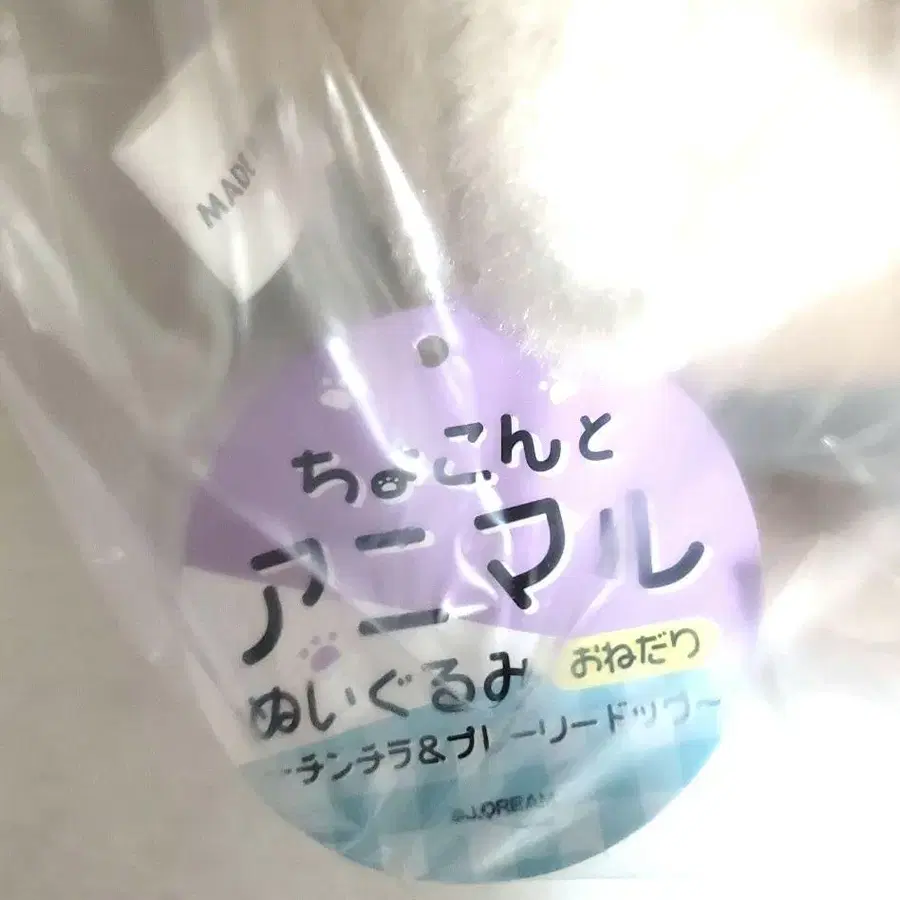 MADE
ちょこんと
アニマル
ぬいぐるみ おねだり
~チンチラ&プレーリードッグ~
©J.DREAM